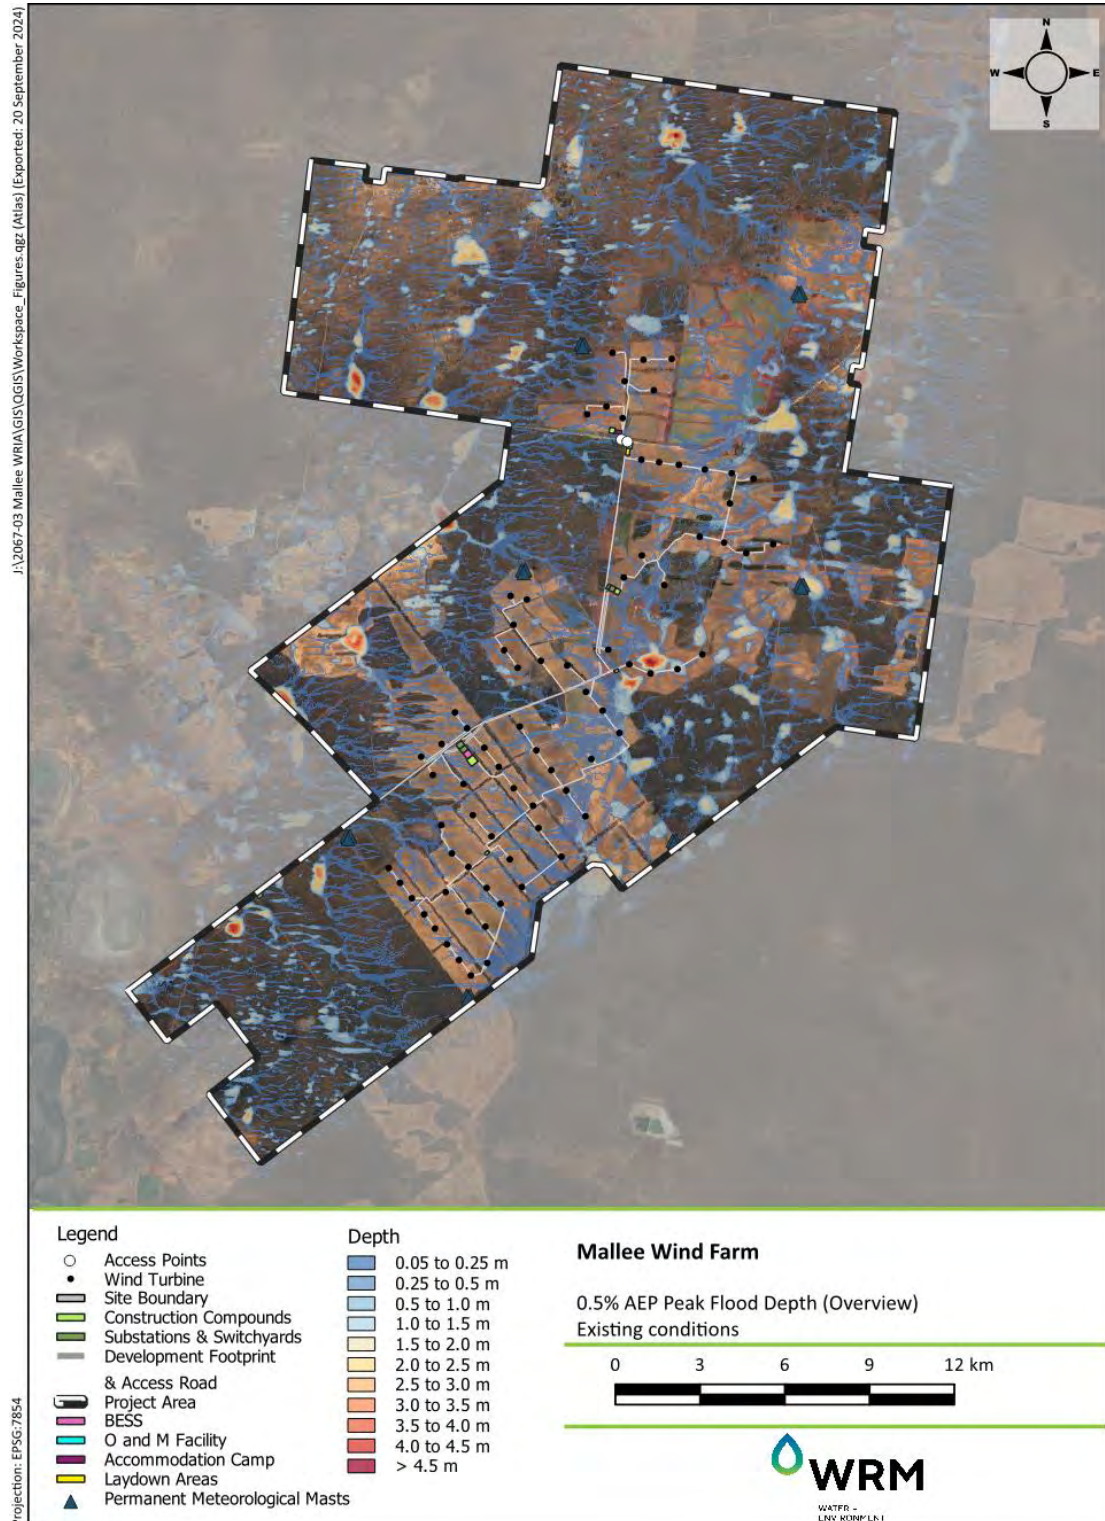 J:\2067-03 Mallee WRIA\GIS\QGIS\Workspace_Figures.qgz (Atlas) (Exported: 20 September 2024)
Projection: EPSG:7854
N
W
E
S
Legend
Access Points
Wind Turbine
Site Boundary
Construction Compounds
Substations & Switchyards
Development Footprint
& Access Road
Project Area
BESS
O and M Facility
Accommodation Camp
Laydown Areas
Permanent Meteorological Masts
Depth
0.05 to 0.25 m
0.25 to 0.5 m
0.5 to 1.0 m
1.0 to 1.5 m
1.5 to 2.0 m
2.0 to 2.5 m
2.5 to 3.0 m
3.0 to 3.5 m
3.5 to 4.0 m
4.0 to 4.5 m
> 4.5 m
Mallee Wind Farm
0.5% AEP Peak Flood Depth (Overview)
Existing conditions
0 3 6 9 12 km
WRM
WATER +
ENVIRONMENT